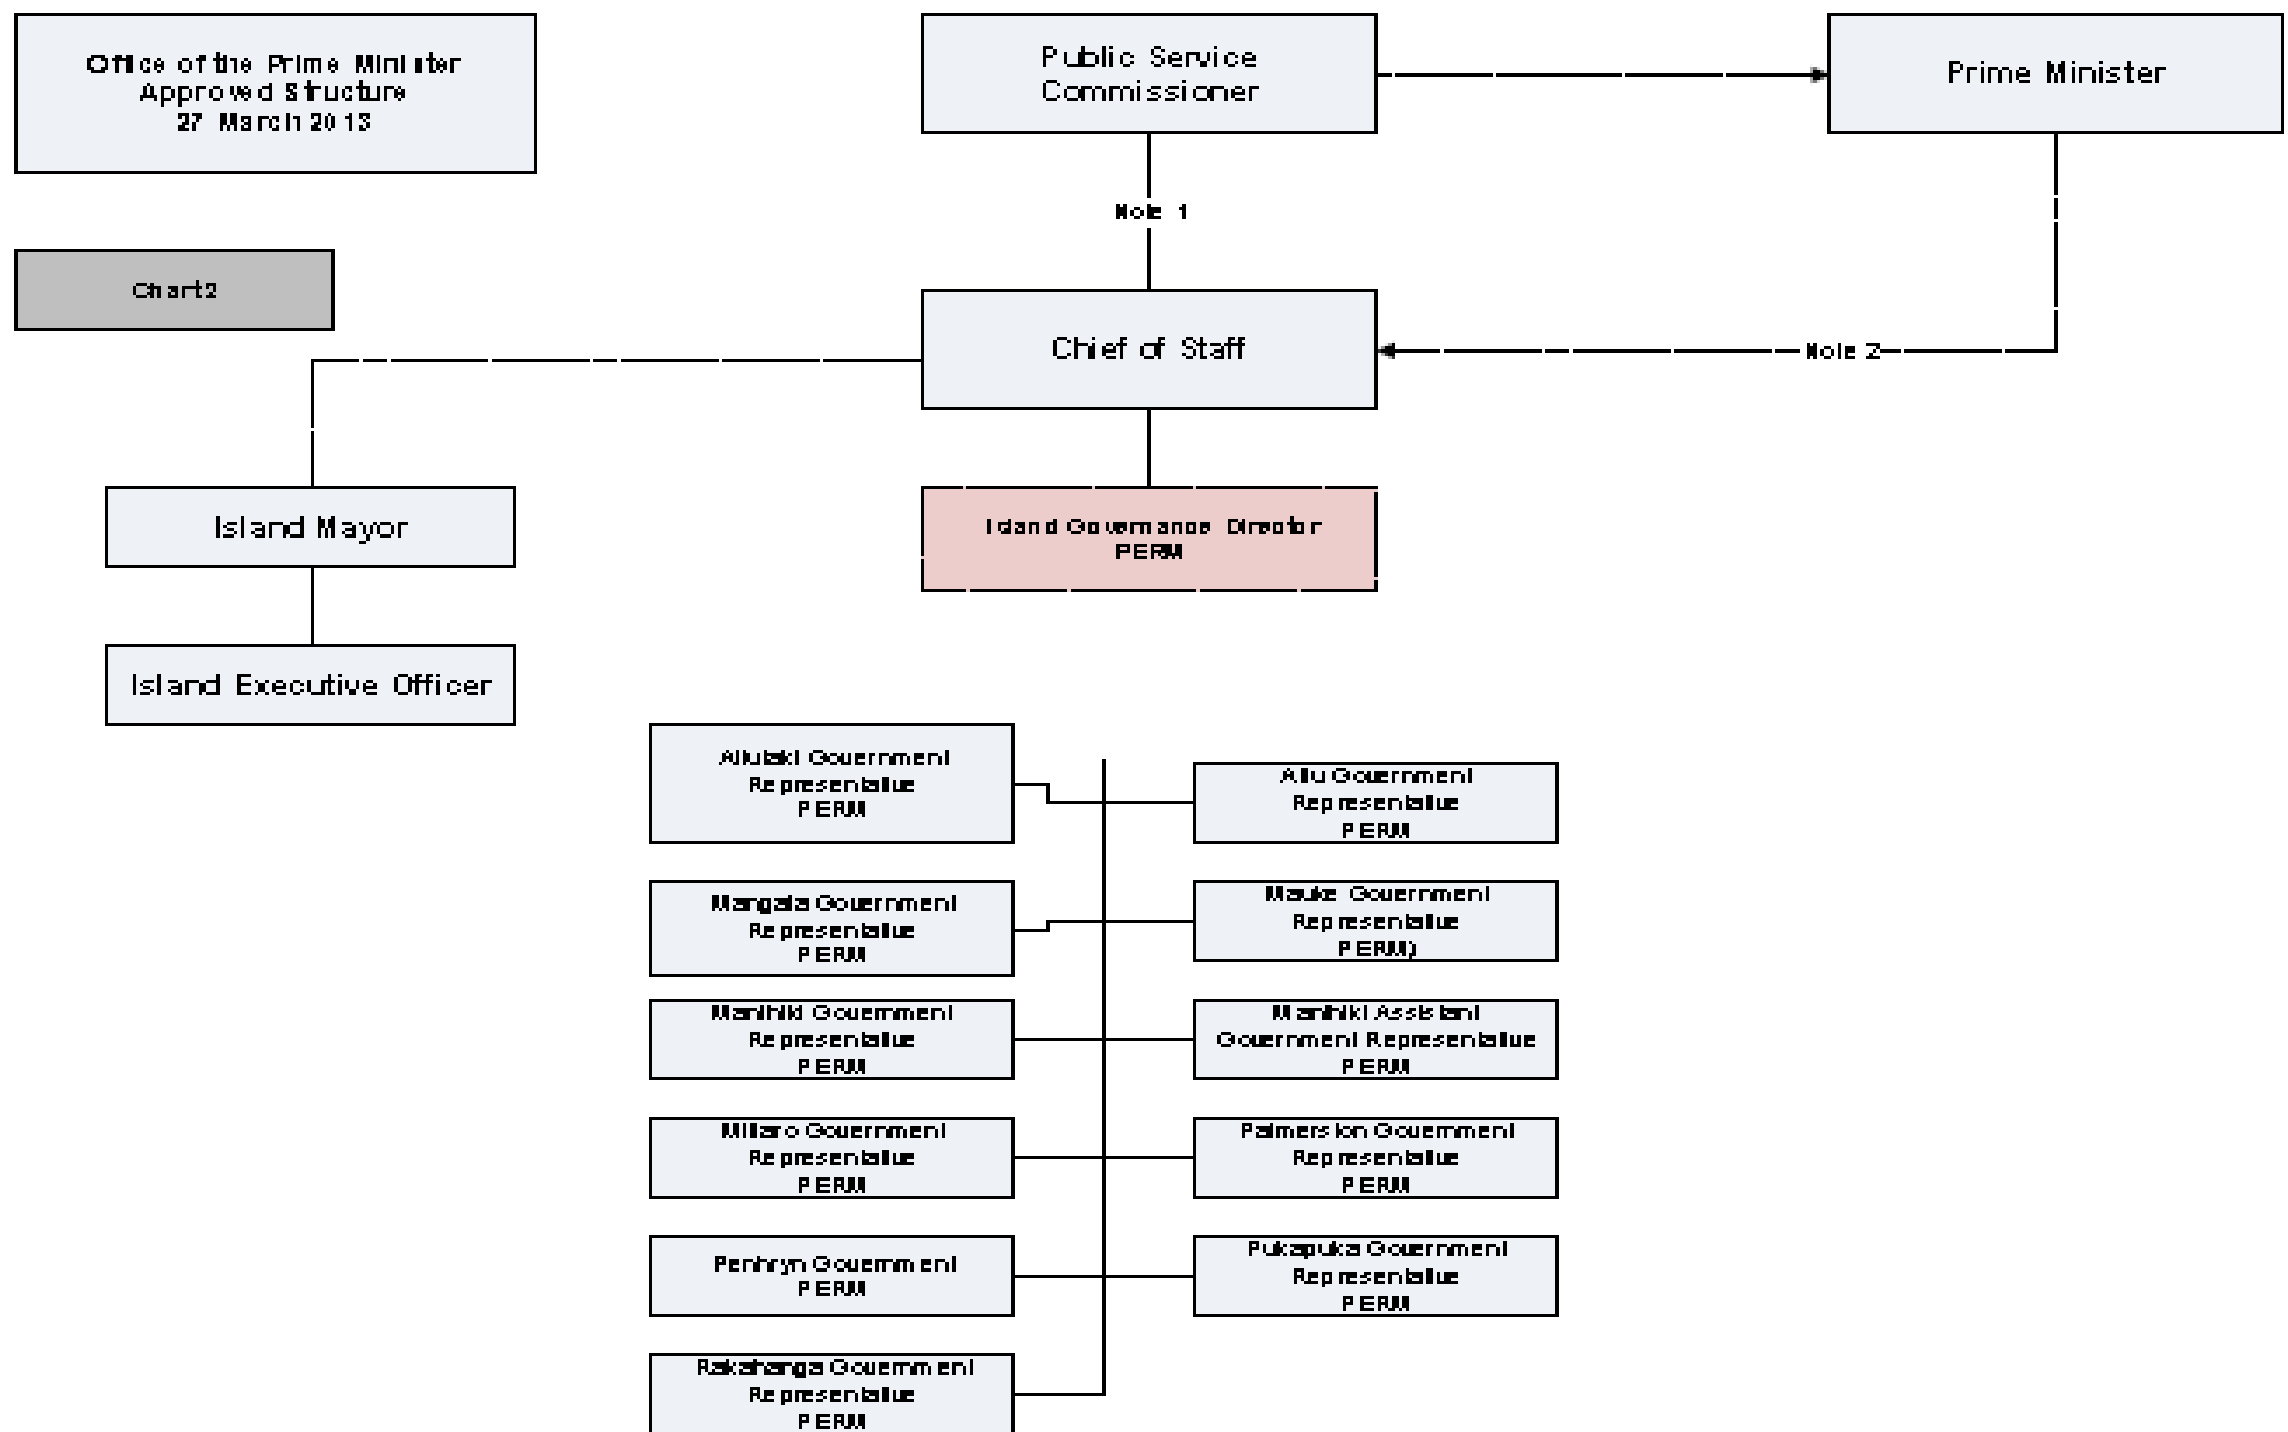 Office of the Prime Minister
Approved Structure
27 March 2013
Public Service
Commissioner
Prime Minister
Note 1
Chart2
Chief of Staff
Note 2
Island Mayor
Island Governance Director
PERM
Island Executive Officer
Aitutaki Government
Representative
PERM
Atiu Government
Representative
PERM
Mangaia Government
Representative
PERM
Mauke Government
Representative
PERM)
Manihiki Government
Representative
PERM
Manihiki Assistant
Government Representative
PERM
Mitiaro Government
Representative
PERM
Palmerston Government
Representative
PERM
Penhryn Government
PERM
Pukapuka Government
Representative
PERM
Rakahanga Government
Representative
PERM